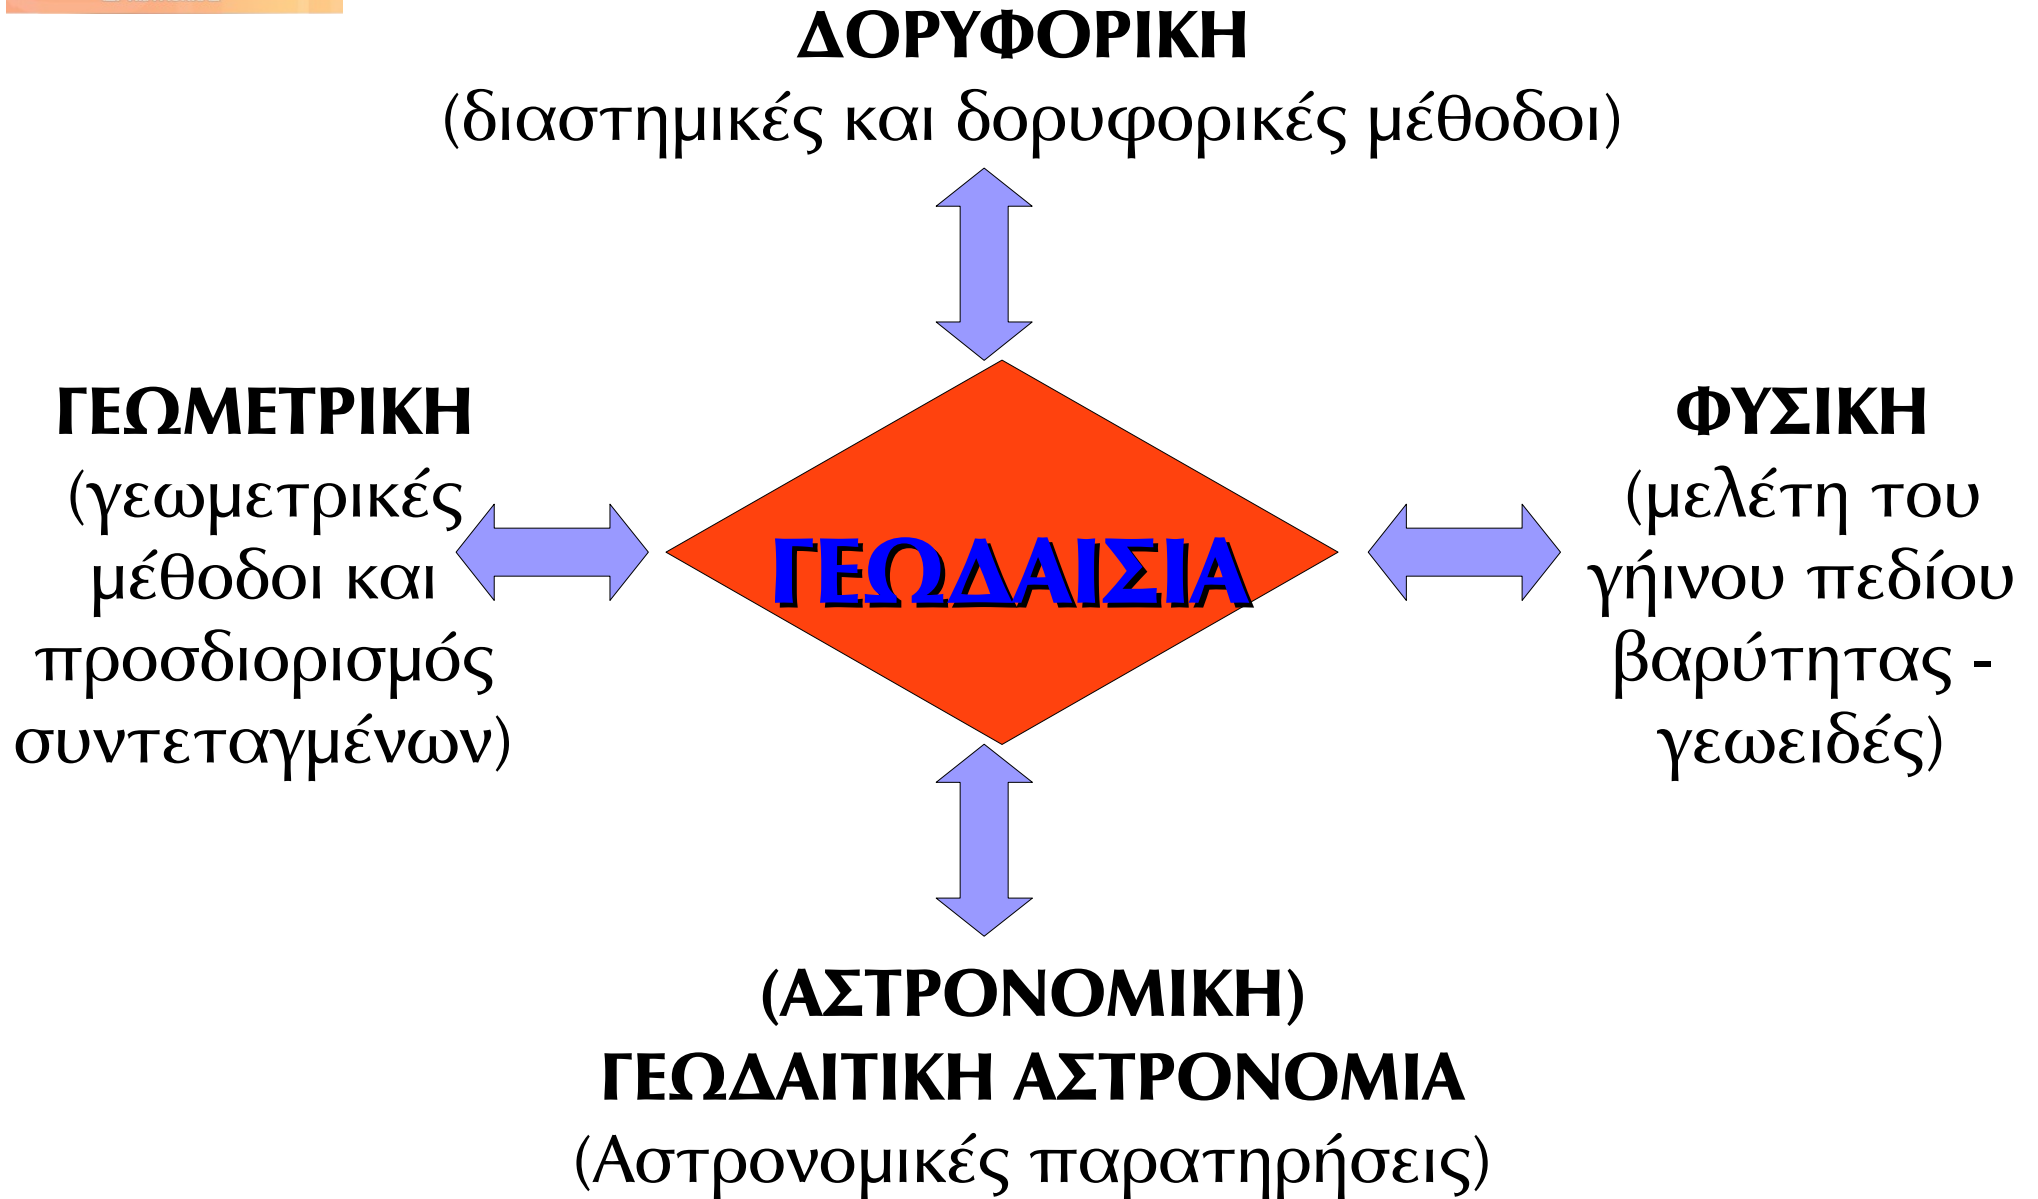 ΔΟΡΥΦΟΡΙΚΗ
(διαστημικές και δορυφορικές μέθοδοι)
ΓΕΩΜΕΤΡΙΚΗ
(γεωμετρικές
μέθοδοι και
προσδιορισμός
συντεταγμένων)
ΓΕΩΔΑΙΣΙΑ
ΦΥΣΙΚΗ
(μελέτη του
γήινου πεδίου
βαρύτητας -
γεωειδές)
(ΑΣΤΡΟΝΟΜΙΚΗ)
ΓΕΩΔΑΙΤΙΚΗ ΑΣΤΡΟΝΟΜΙΑ
(Αστρονομικές παρατηρήσεις)